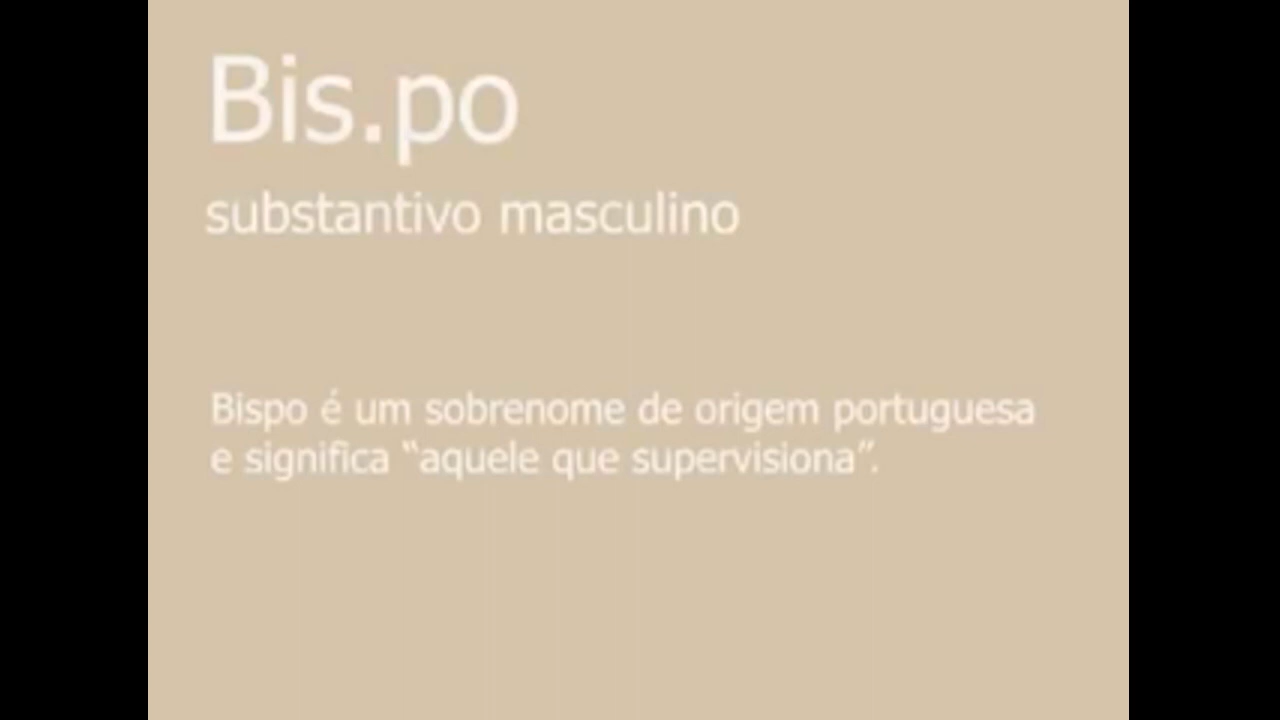 Bis.po
substantivo masculino
Bispo é um sobrenome de origem portuguesa
e significa “aquele que supervisiona”.